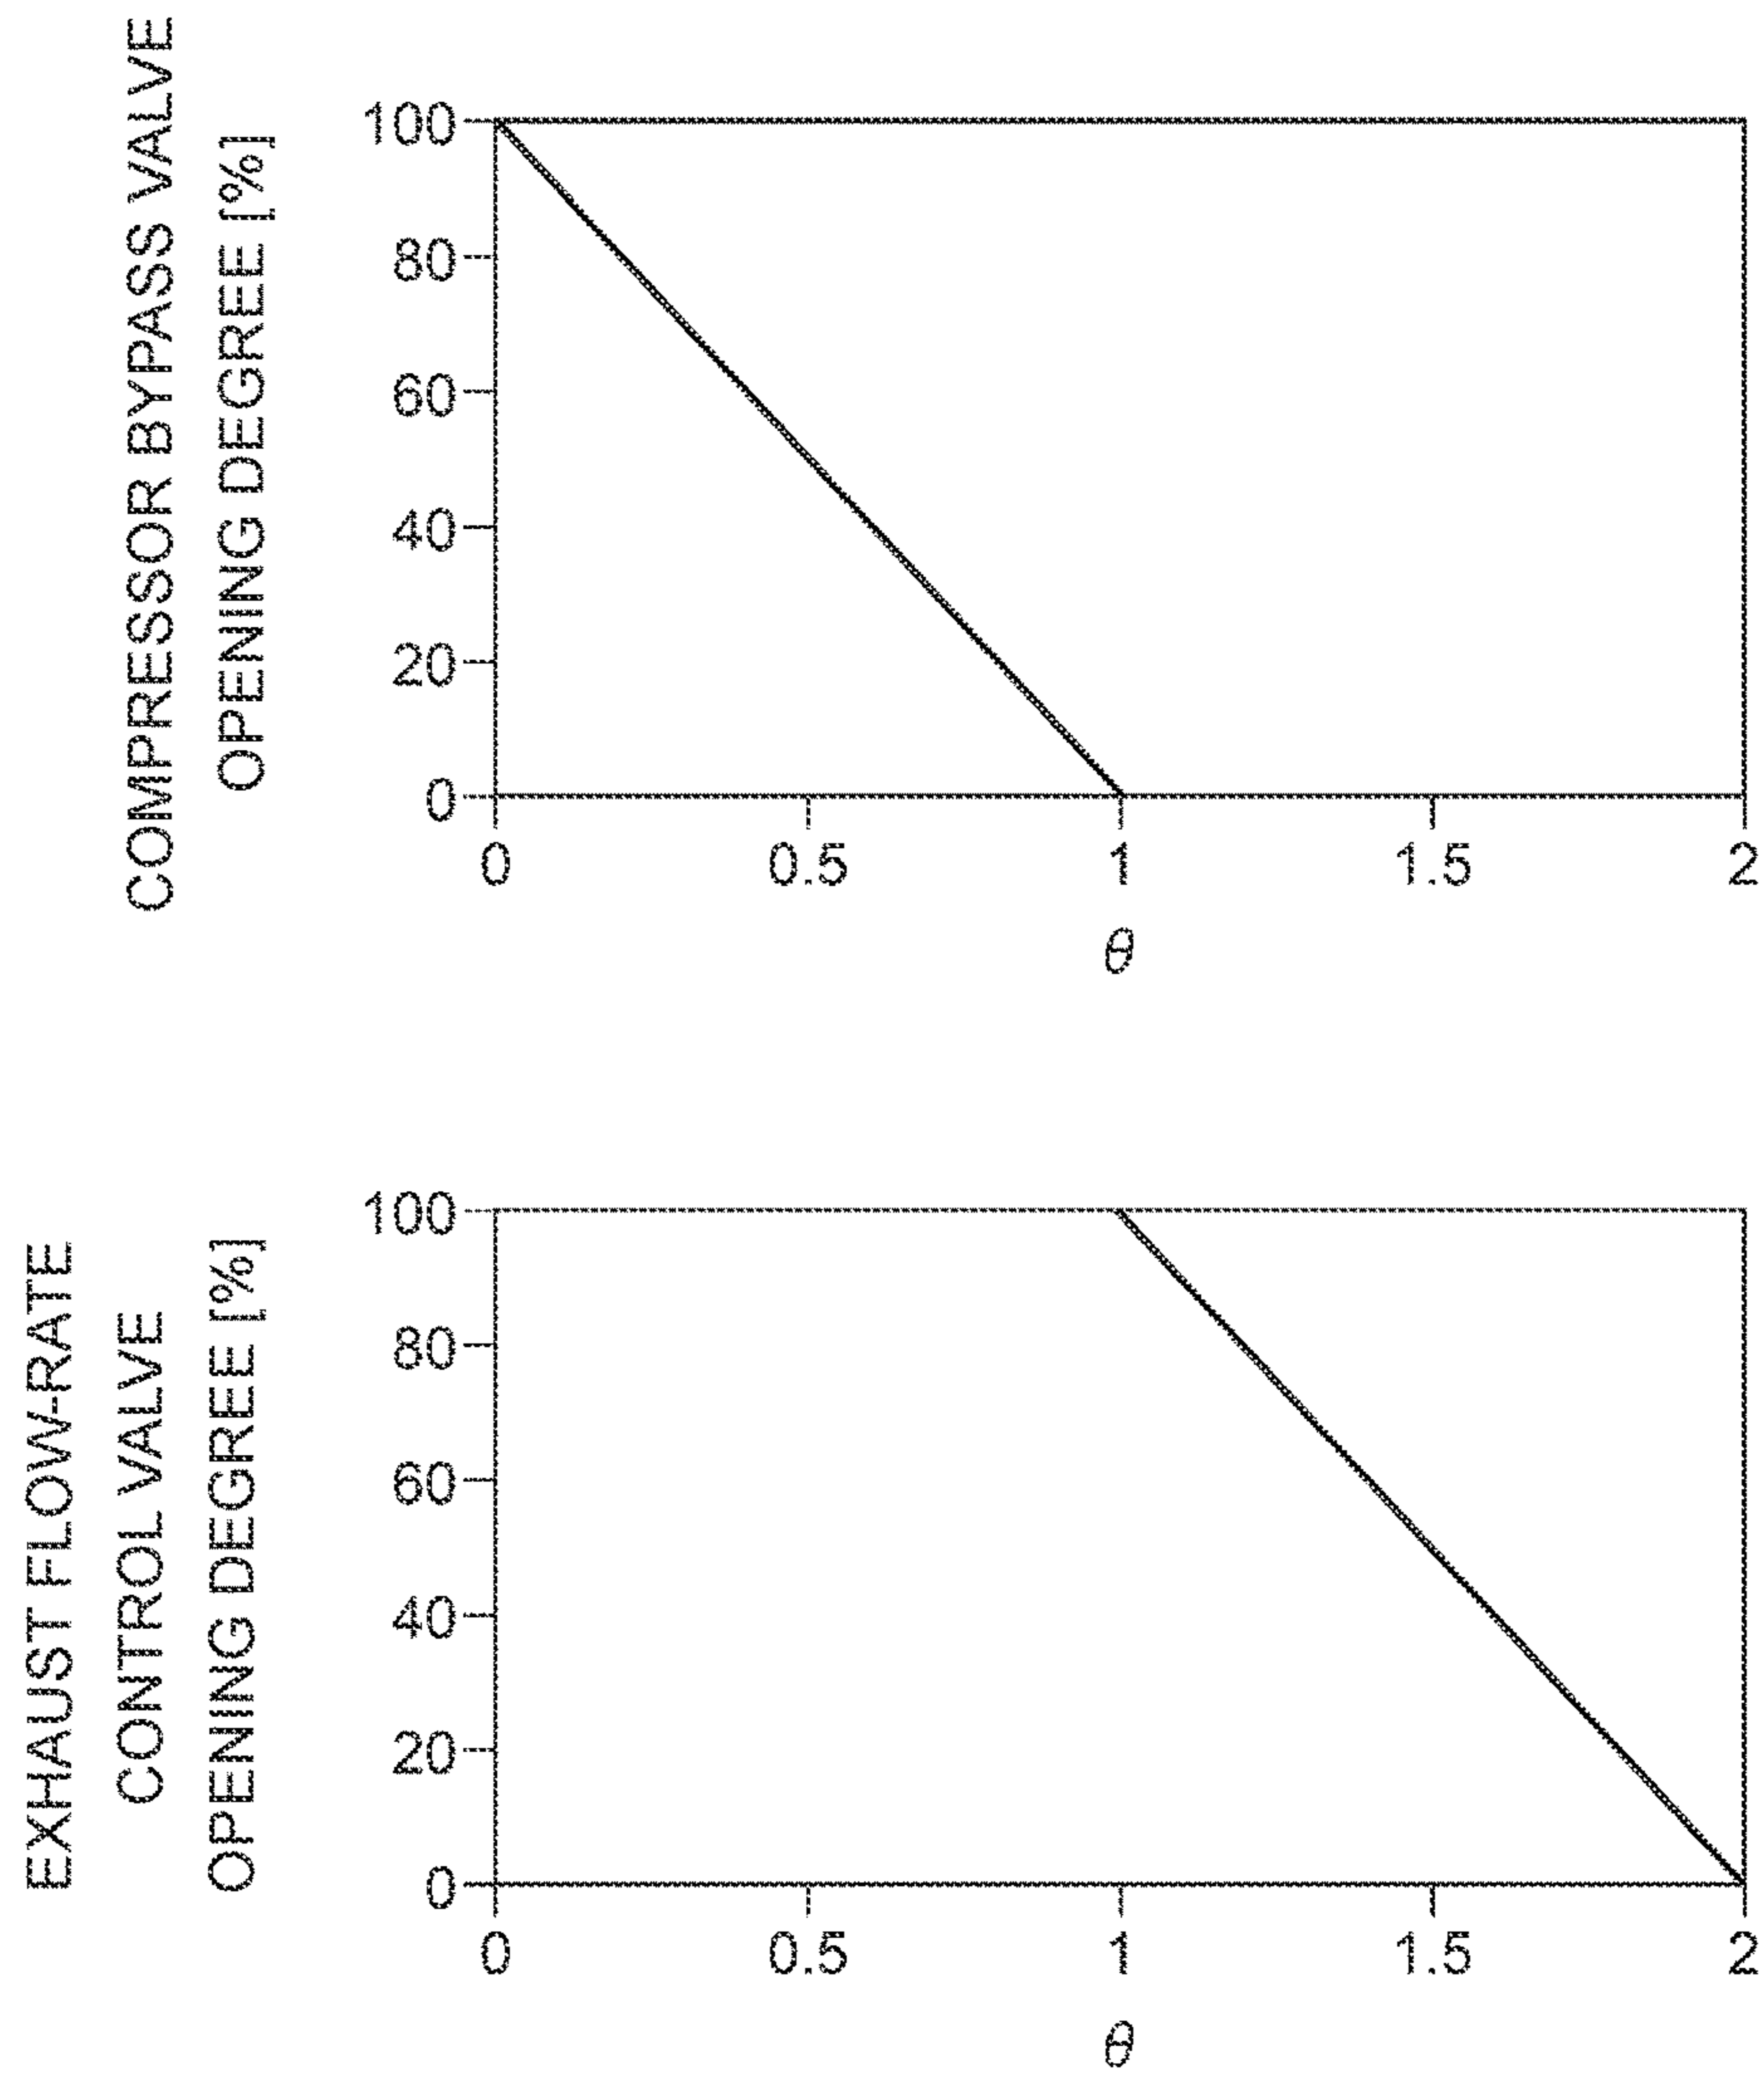 COMPRESSOR BYPASS VALVE
OPENING DEGREE [%]
100
80
60
40
20
0
0 0.5 1 1.5 2
θ
EXHAUST FLOW-RATE
CONTROL VALVE
OPENING DEGREE [%]
100
80
60
40
20
0
0 0.5 1 1.5 2
θ